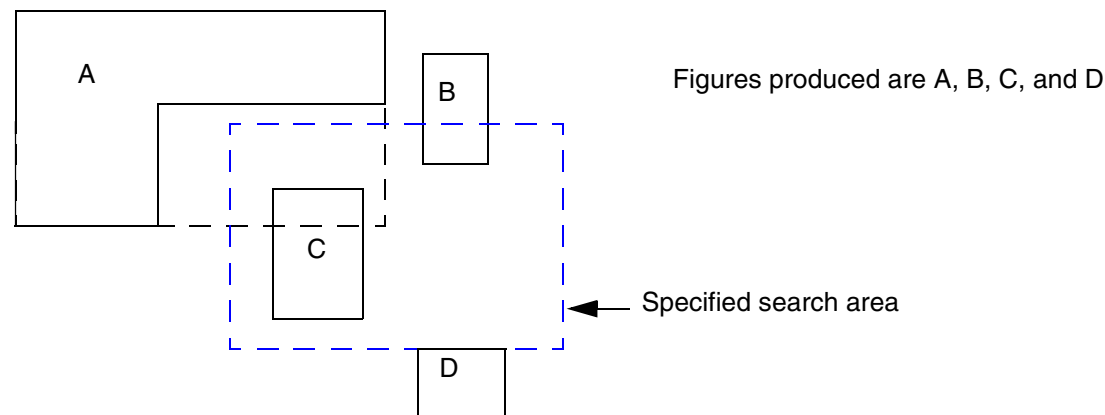 A
B
Figures produced are A, B, C, and D
C
Specified search area
D